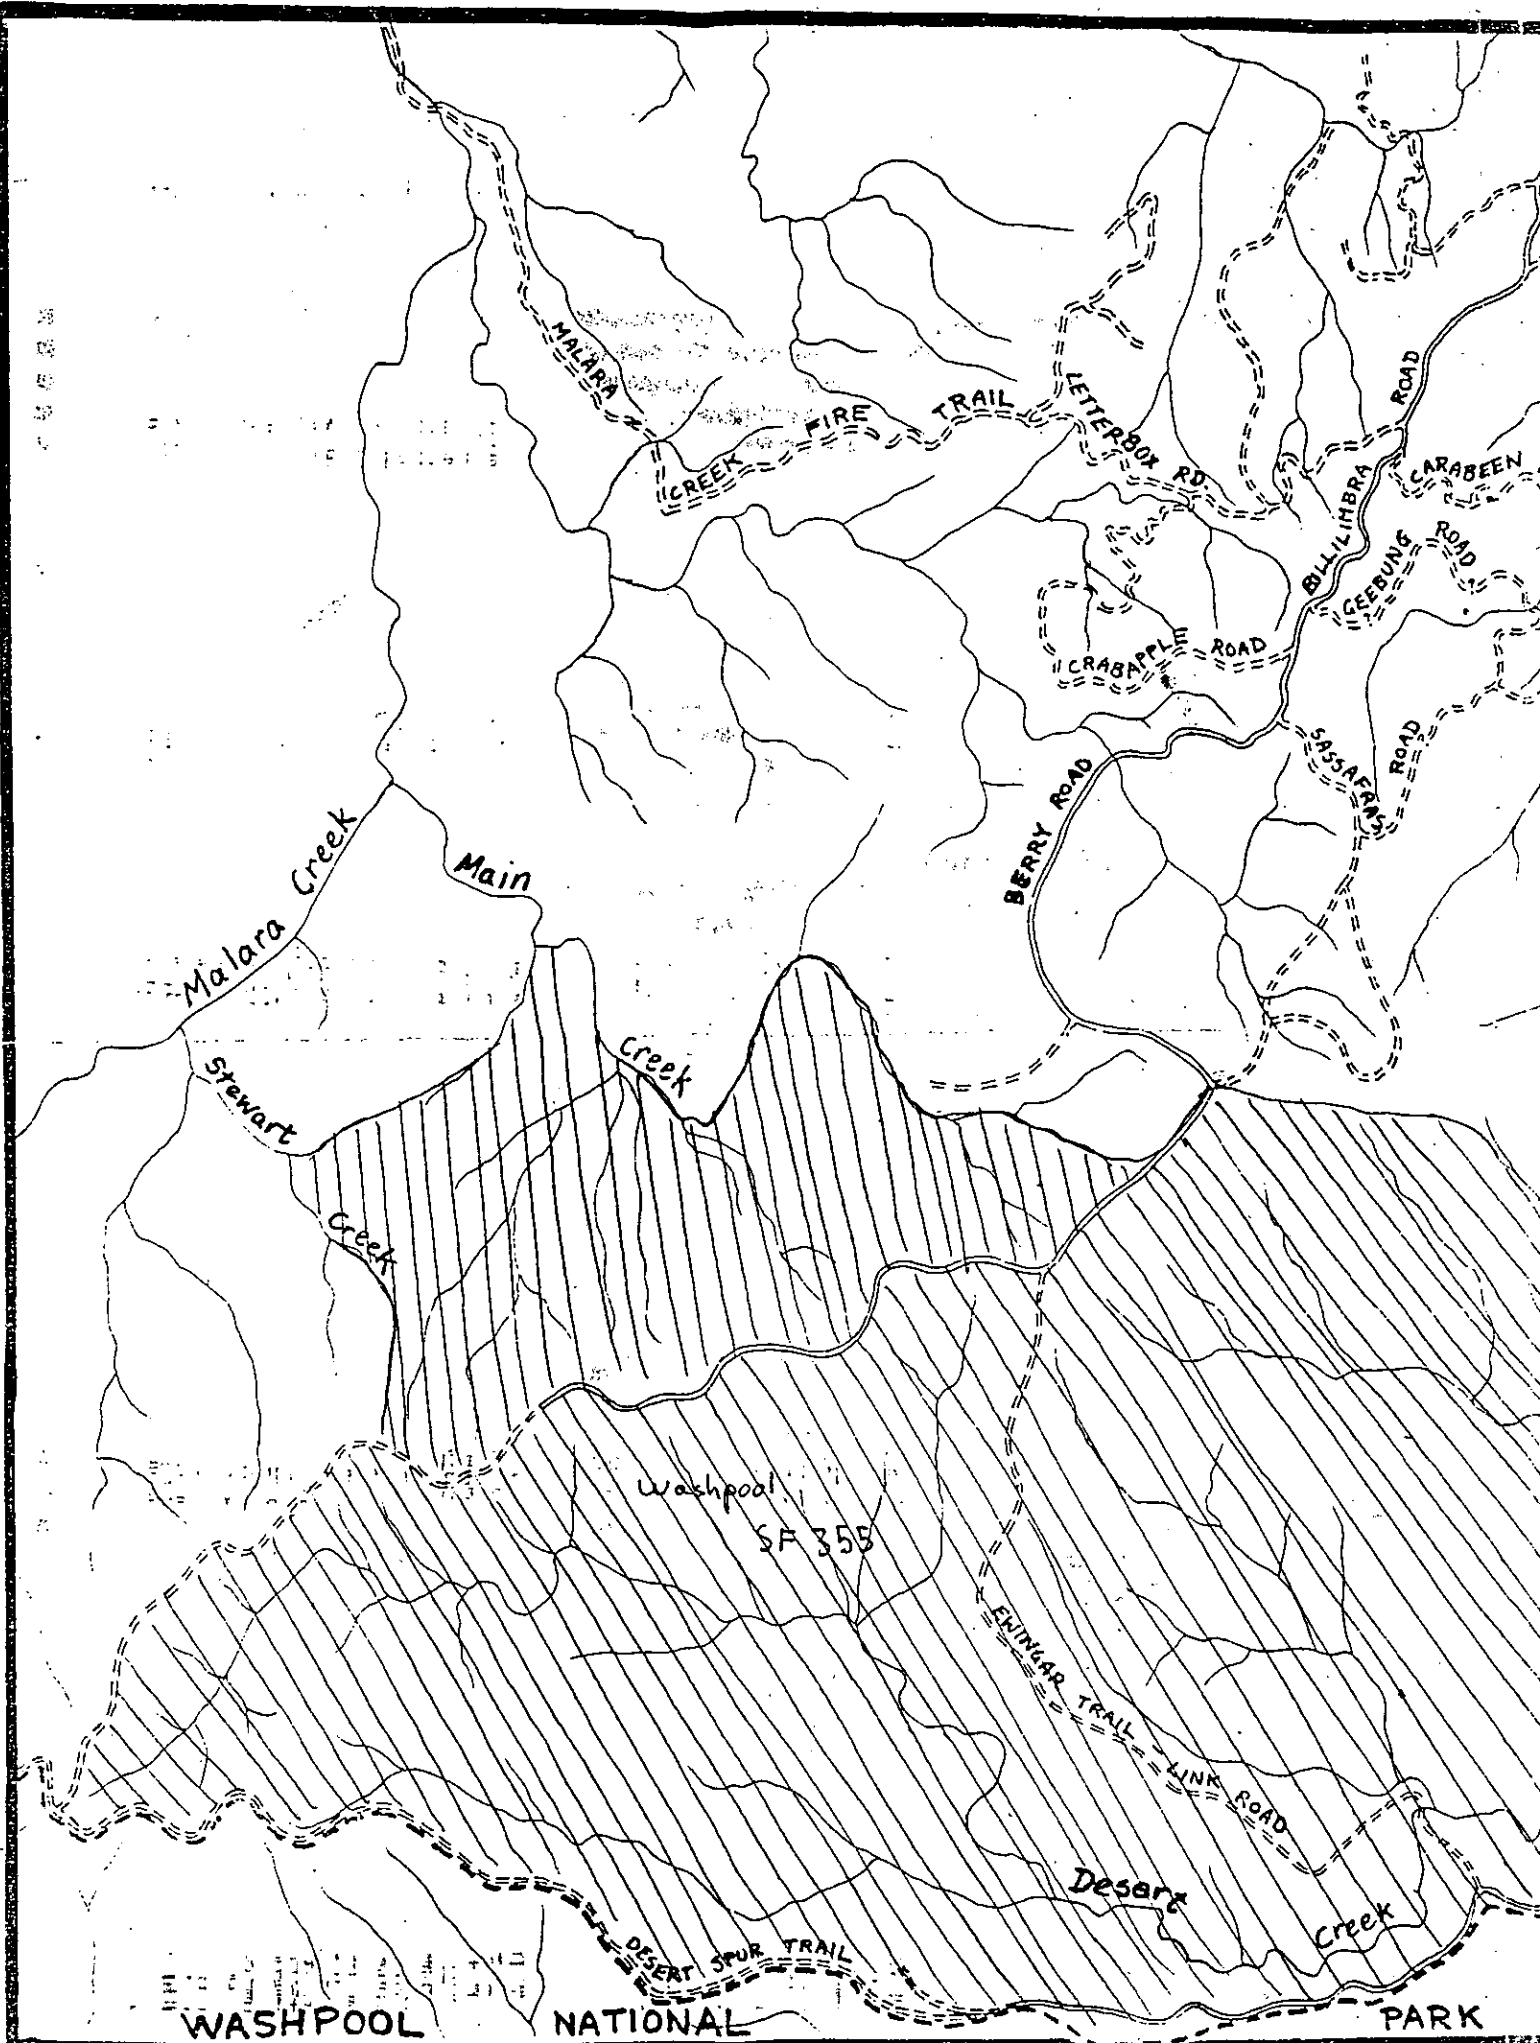 MALARA
CREEK
FIRE
TRAIL
LETTERBOX RD.
BILLILIMBRA
ROAD
CARABEEN
GEEBUNG
ROAD
CRABAPPLE ROAD
SASSAFRAS
ROAD
BERRY ROAD
Malara Creek
Main
Creek
Stewart
Creek
Washpool
SF 355
EWINGAR TRAIL - LINK ROAD
Desert
Creek
DESERT SPUR TRAIL
WASHPOOL NATIONAL PARK